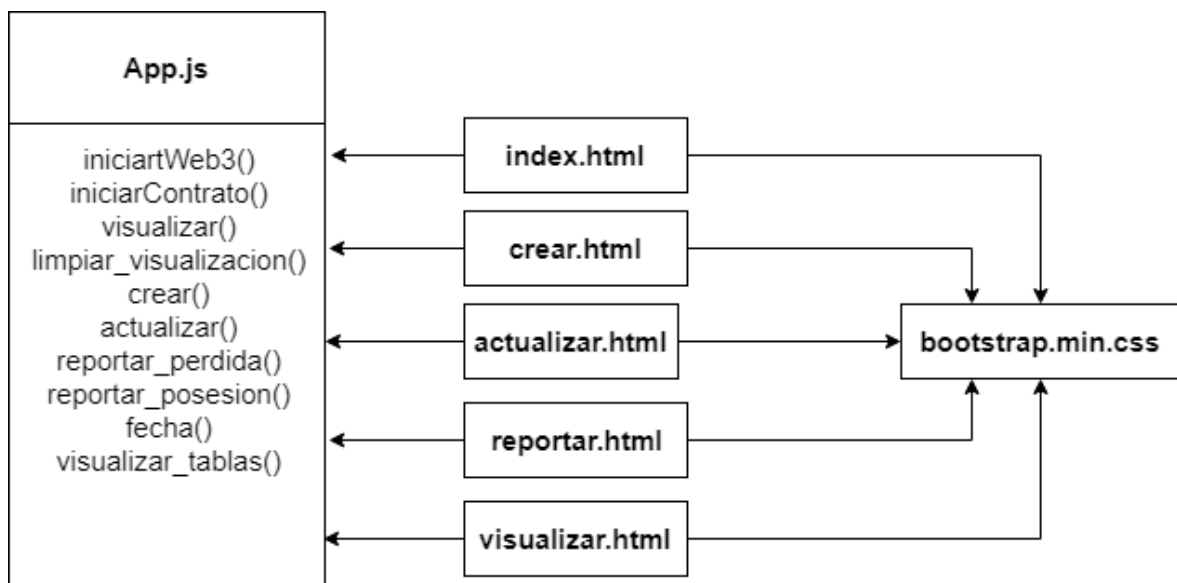 App.js
iniciartWeb3()
iniciarContrato()
visualizar()
limpiar_visualizacion()
crear()
actualizar()
reportar_perdida()
reportar_posesion()
fecha()
visualizar_tablas()
index.html
crear.html
actualizar.html
reportar.html
visualizar.html
bootstrap.min.css